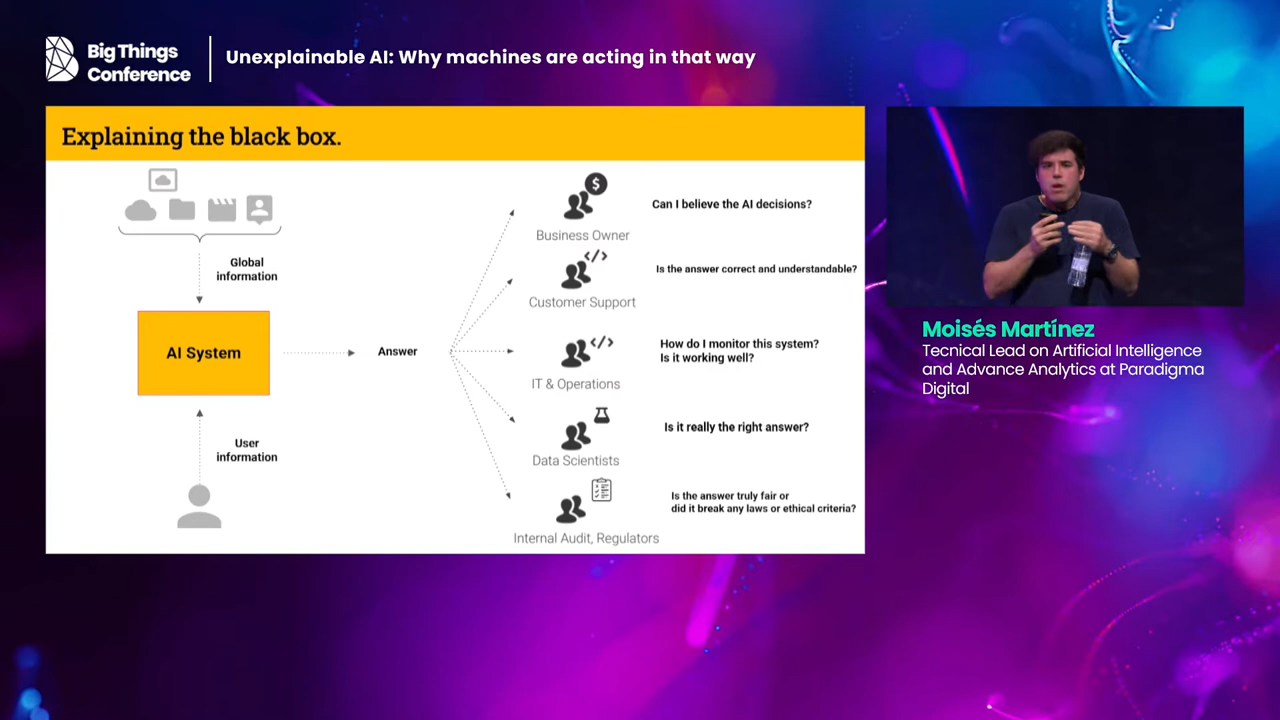 Big Things
Conference
Unexplainable AI: Why machines are acting in that way
Explaining the black box.
Global
information
AI System
User
information
Answer
$
Business Owner
Can I believe the AI decisions?
</>
Customer Support
Is the answer correct and understandable?
</>
IT & Operations
How do I monitor this system?
Is it working well?
Data Scientists
Is it really the right answer?
Internal Audit, Regulators
Is the answer truly fair or
did it break any laws or ethical criteria?
Moisés Martínez
Tecnical Lead on Artificial Intelligence
and Advance Analytics at Paradigma
Digital